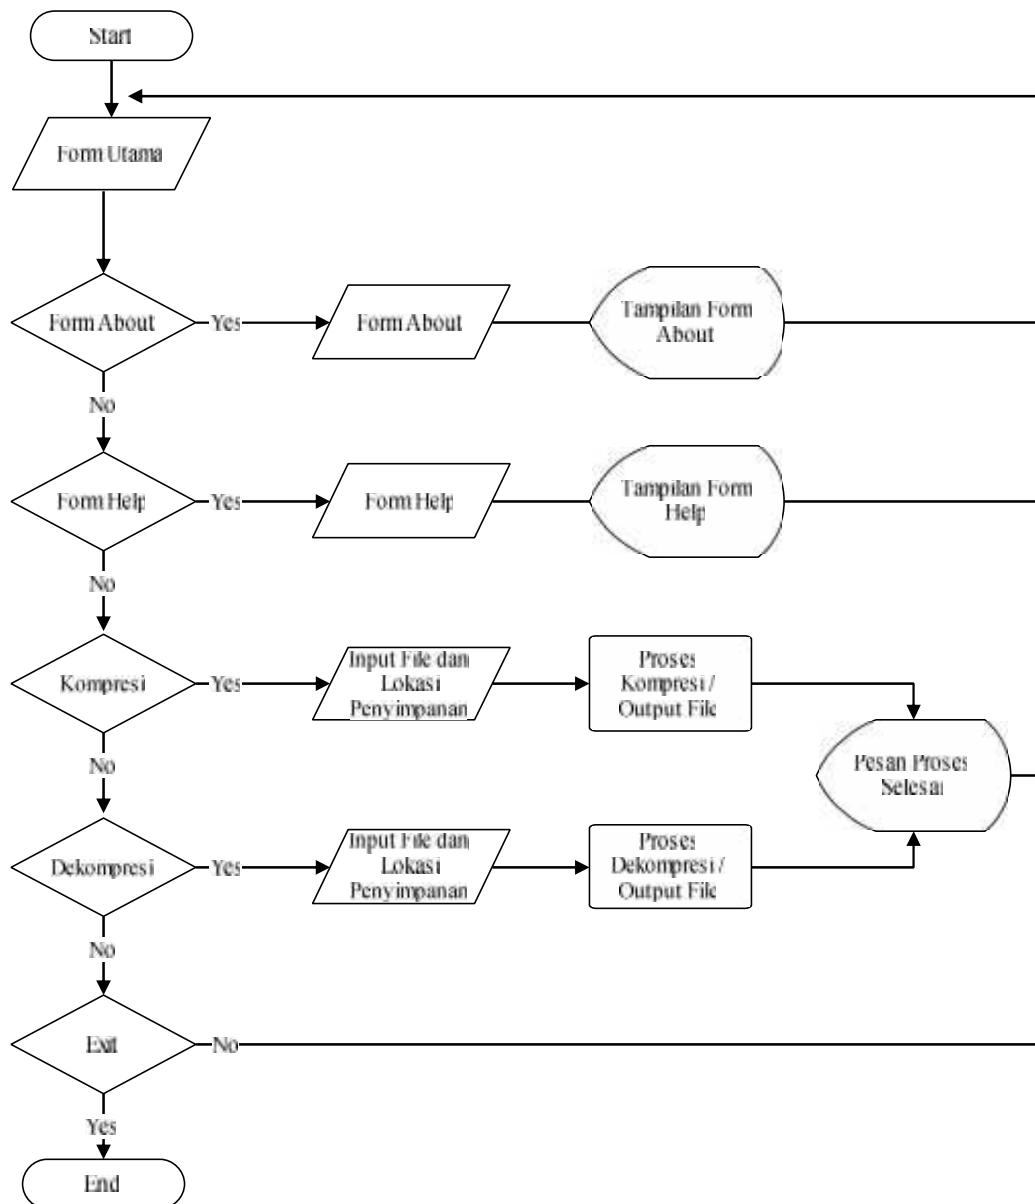 Start
Form Utama
Form About
Yes
Form About
Tampilan Form
About
No
Form Help
Yes
Form Help
Tampilan Form
Help
No
Kompresi
Yes
Input File dan
Lokasi
Penyimpanan
Proses
Kompresi /
Output File
Pesan Proses
Selesai
No
Dekompresi
Yes
Input File dan
Lokasi
Penyimpanan
Proses
Dekompresi /
Output File
No
Exit
No
Yes
End